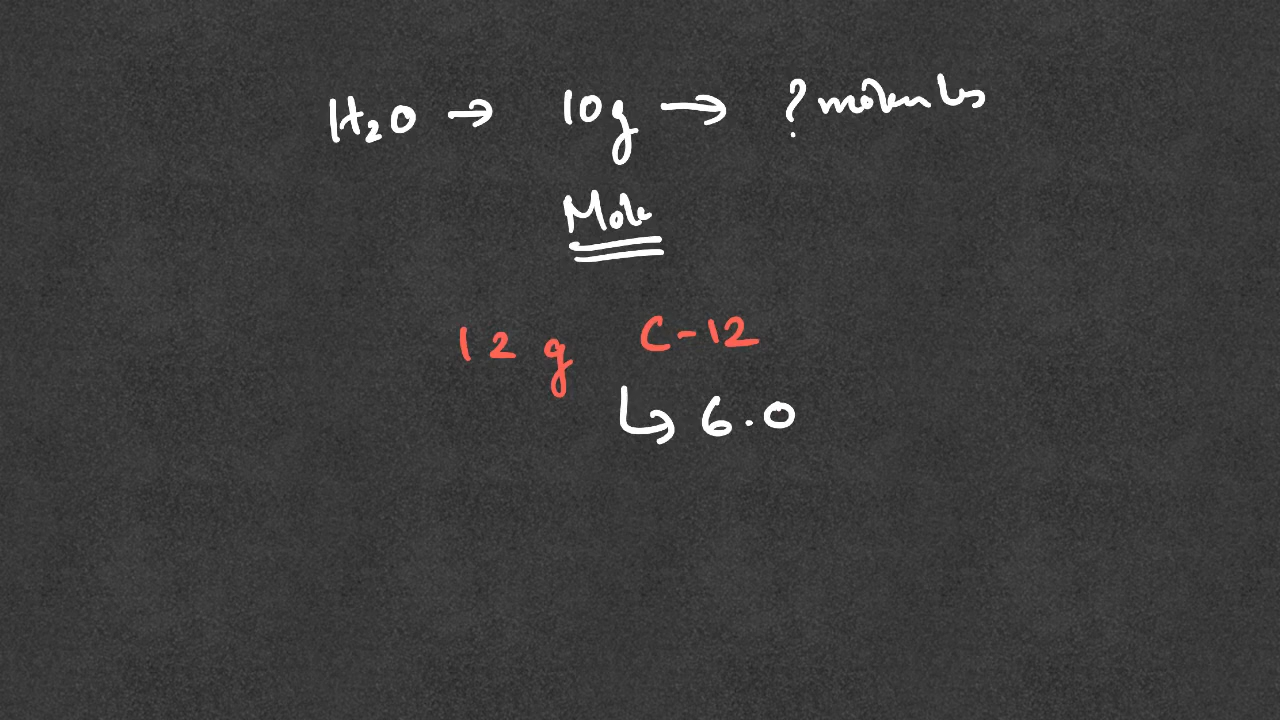 H₂O → 10g → ? molecules
Mole
12 g C-12
↳ 6.0